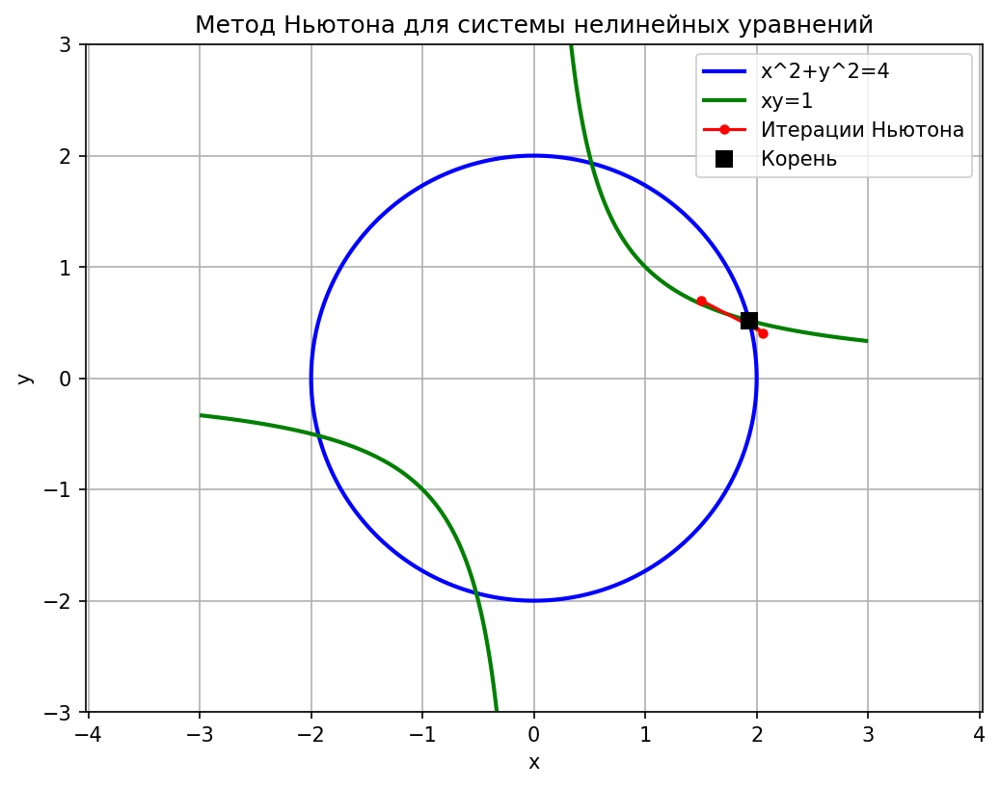 Метод Ньютона для системы нелинейных уравнений
x^2+y^2=4
xy=1
Итерации Ньютона
Корень
3
2
1
0
−1
−2
−3
y
−4 −3 −2 −1 0 1 2 3 4
x